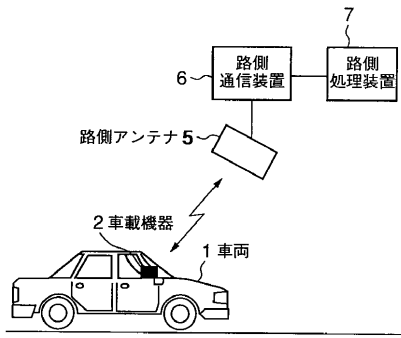 7
6
路側
通信装置
路側
処理装置
路側アンテナ 5
2 車載機器
1 車両